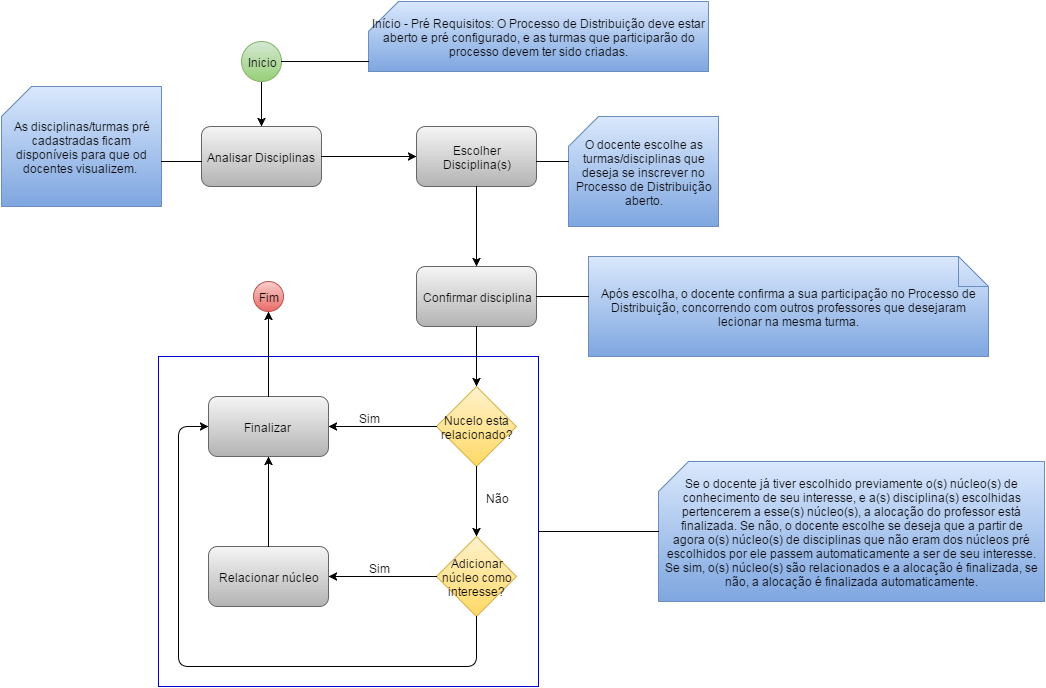 Início - Pré Requisitos: O Processo de Distribuição deve estar
aberto e pré configurado, e as turmas que participarão do
processo devem ter sido criadas.
Inicio
As disciplinas/turmas pré
cadastradas ficam
disponíveis para que od
docentes visualizem.
Analisar Disciplinas
Escolher
Disciplina(s)
O docente escolhe as
turmas/disciplinas que
deseja se inscrever no
Processo de Distribuição
aberto.
Confirmar disciplina
Após escolha, o docente confirma a sua participação no Processo de
Distribuição, concorrendo com outros professores que desejaram
lecionar na mesma turma.
Fim
Finalizar
Sim
Nucelo esta
relacionado?
Não
Relacionar núcleo
Sim
Adicionar
núcleo como
interesse?
Se o docente já tiver escolhido previamente o(s) núcleo(s) de
conhecimento de seu interesse, e a(s) disciplina(s) escolhidas
pertencerem a esse(s) núcleo(s), a alocação do professor está
finalizada. Se não, o docente escolhe se deseja que a partir de
agora o(s) núcleo(s) de disciplinas que não eram dos núcleos pré
escolhidos por ele passem automaticamente a ser de seu interesse.
Se sim, o(s) núcleo(s) são relacionados e a alocação é finalizada, se
não, a alocação é finalizada automaticamente.